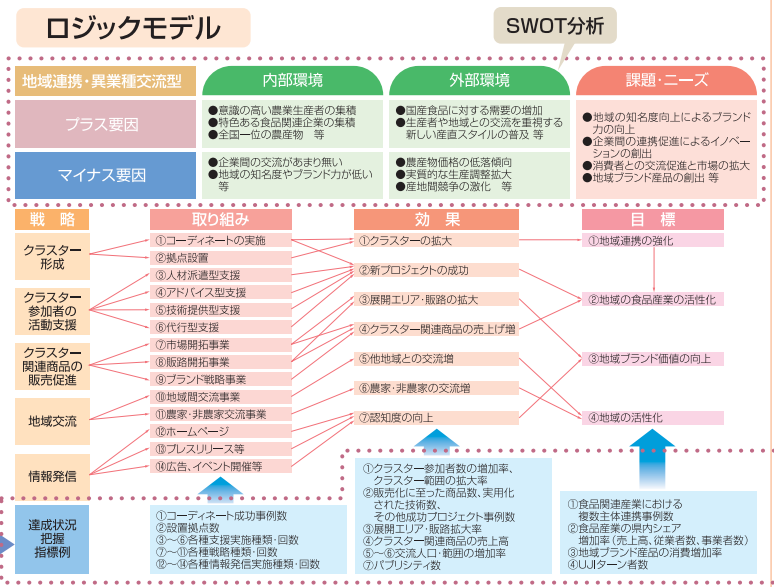 ロジックモデル
SWOT分析
地域連携・異業種交流型
内部環境
外部環境
課題・ニーズ
プラス要因
●意識の高い農業生産者の集積
●特色ある食品関連企業の集積
●全国一位の農産物　等
●国産食品に対する需要の増加
●生産者や地域との交流を重視する
新しい産直スタイルの普及 等
●地域の知名度向上によるブランド
力の向上
●企業間の連携促進によるイノベー
ションの創出
●消費者との交流促進と市場の拡大
●地域ブランド産品の創出 等
マイナス要因
●企業間の交流があまり無い
●地域の知名度やブランド力が低い
等
●農産物価格の低落傾向
●実質的な生産調整拡大
●産地間競争の激化　等
戦　略
取り組み
効　果
目　標
クラスター
形成
クラスター
参加者の
活動支援
クラスター
関連商品の
販売促進
地域交流
情報発信
①コーディネートの実施
②拠点設置
③人材派遣型支援
④アドバイス型支援
⑤技術提供型支援
⑥代行型支援
⑦市場開拓事業
⑧販路開拓事業
⑨ブランド戦略事業
⑩地域間交流事業
⑪農家・非農家交流事業
⑫ホームページ
⑬プレスリリース等
⑭広告、イベント開催等
①クラスターの拡大
②新プロジェクトの成功
③展開エリア・販路の拡大
④クラスター関連商品の売上げ増
⑤他地域との交流増
⑥農家・非農家の交流増
⑦認知度の向上
①地域連携の強化
②地域の食品産業の活性化
③地域ブランド価値の向上
④地域の活性化
達成状況
把握
指標例
①コーディネート成功事例数
②設置拠点数
③～⑥各種支援実施種類・回数
⑦～⑪各種戦略種類・回数
⑫～⑭各種情報発信実施種類・回数
①クラスター参加者数の増加率、
クラスター範囲の拡大率
②販売化に至った商品数、実用化
された技術数、
その他成功プロジェクト事例数
③展開エリア・販路拡大率
④クラスター関連商品の売上高
⑤～⑥交流人口・範囲の増加率
⑦パブリシティ数
①食品関連産業における
複数主体連携事例数
②食品産業の県内シェア
増加率（売上高、従業者数、事業者数）
③地域ブランド産品の消費増加率
④UJIターン者数